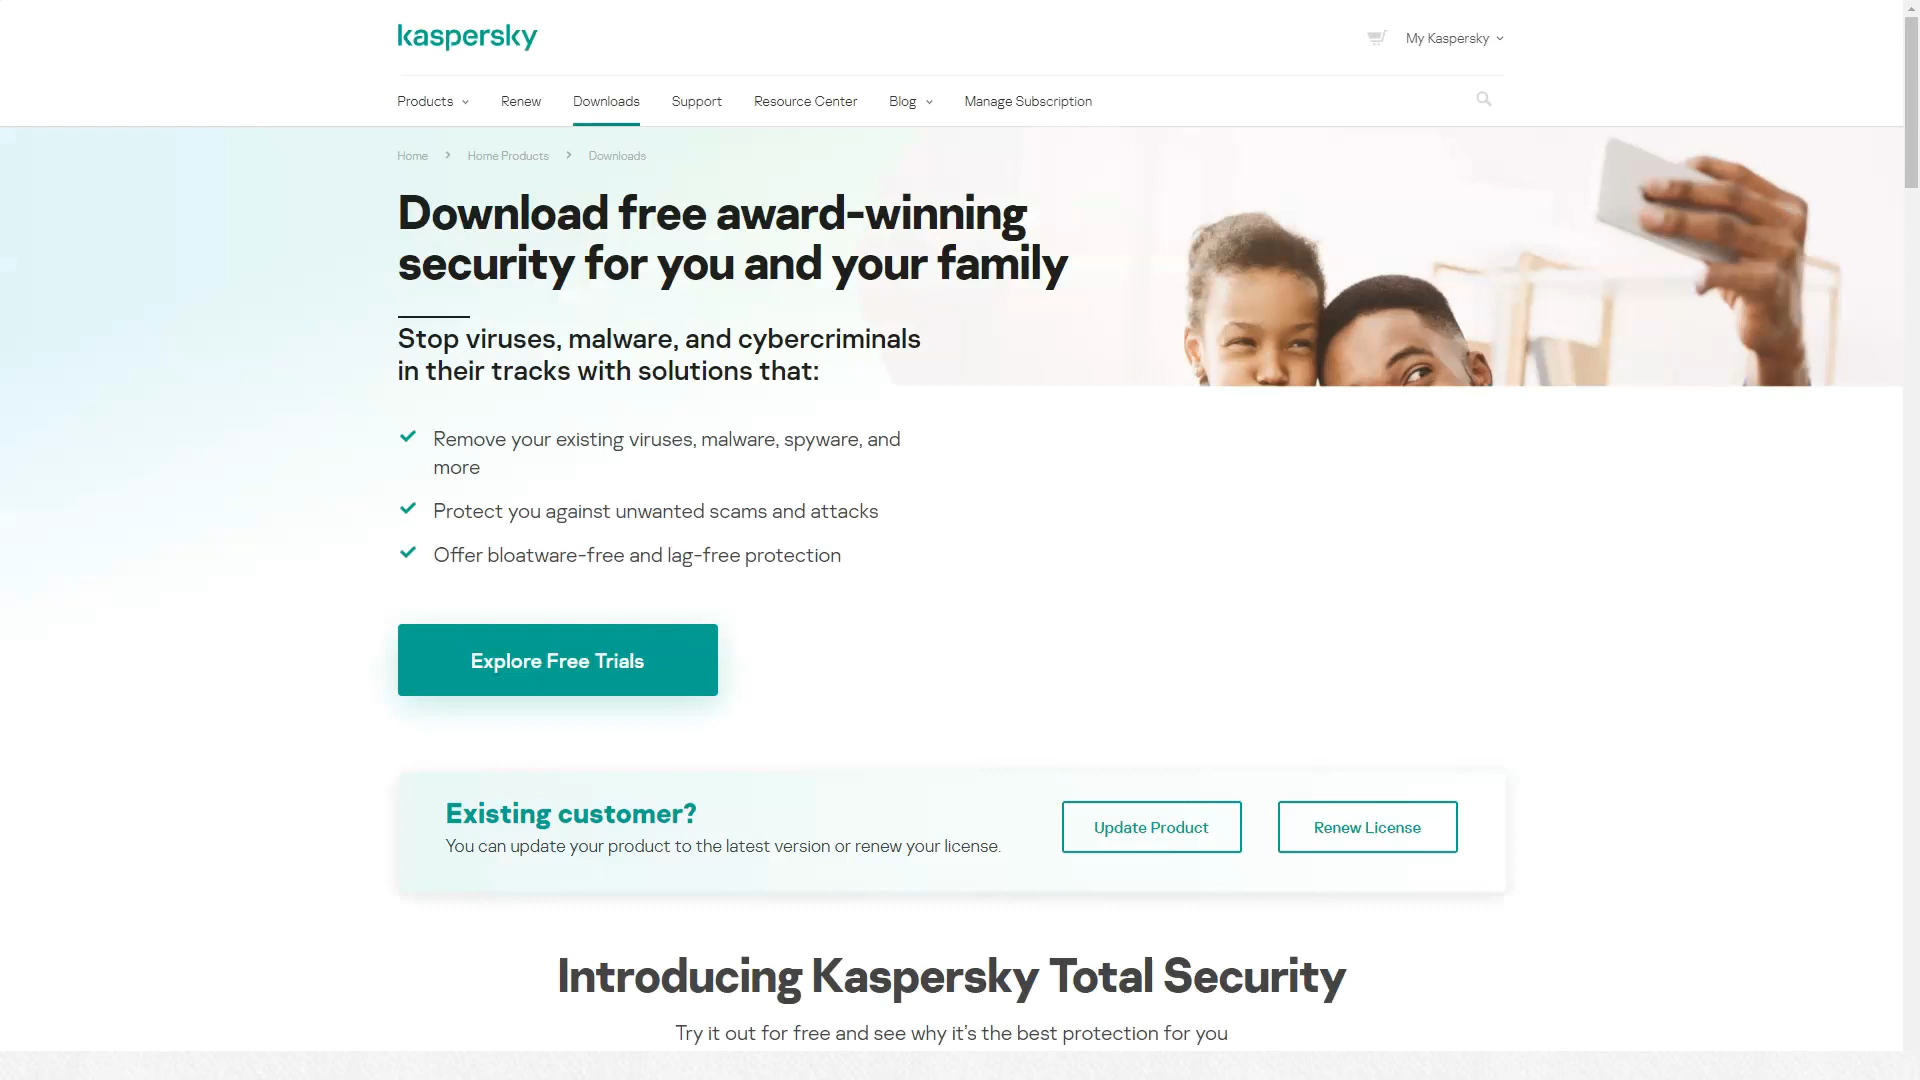 kaspersky
My Kaspersky
Products
Renew
Downloads
Support
Resource Center
Blog
Manage Subscription
Home
Home Products
Downloads
Download free award-winning
security for you and your family
Stop viruses, malware, and cybercriminals
in their tracks with solutions that:
Remove your existing viruses, malware, spyware, and
more
Protect you against unwanted scams and attacks
Offer bloatware-free and lag-free protection
Explore Free Trials
Existing customer?
You can update your product to the latest version or renew your license.
Update Product
Renew License
Introducing Kaspersky Total Security
Try it out for free and see why it's the best protection for you